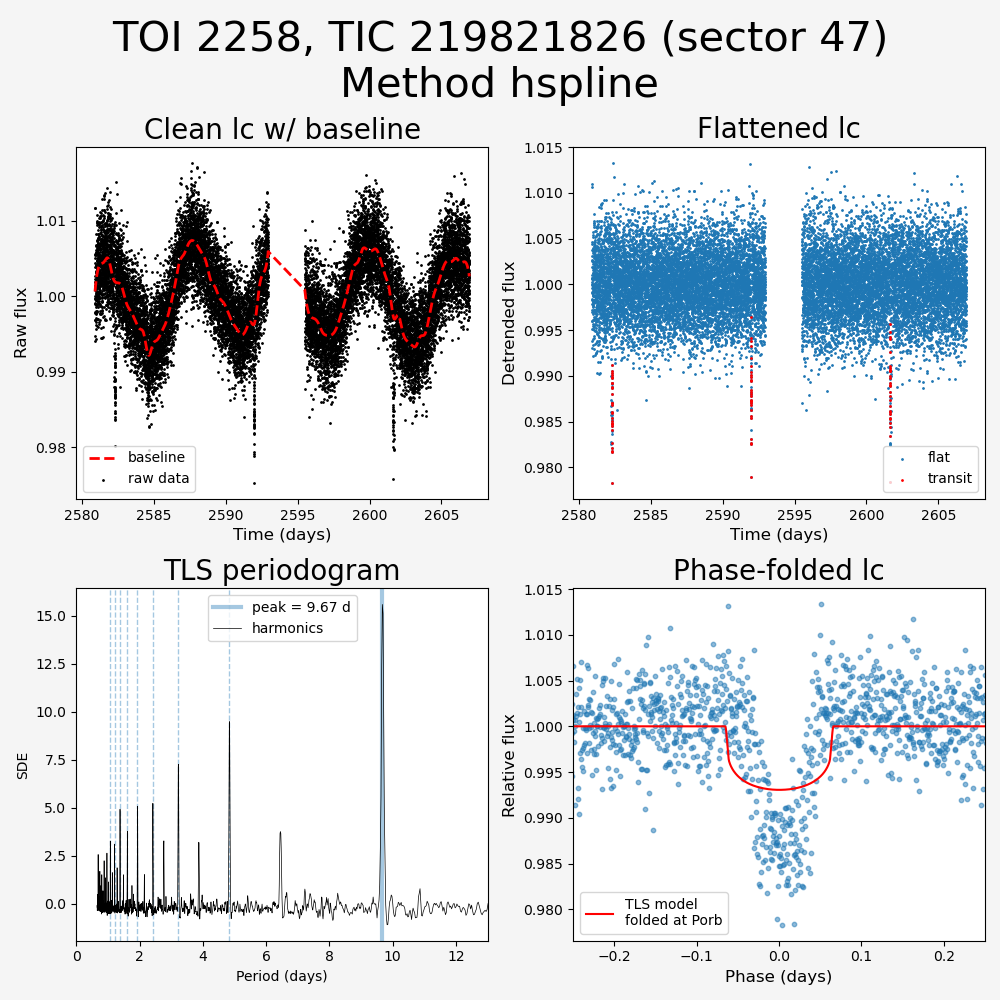 TOI 2258, TIC 219821826 (sector 47)
Method hspline
Clean lc w/ baseline
Raw flux
1.01
1.00
0.99
0.98
baseline
raw data
2580
2585
2590
2595
2600
2605
Time (days)
Flattened lc
Detrended flux
1.015
1.010
1.005
1.000
0.995
0.990
0.985
0.980
flat
transit
2580
2585
2590
2595
2600
2605
Time (days)
TLS periodogram
SDE
15.0
12.5
10.0
7.5
5.0
2.5
0.0
peak = 9.67 d
harmonics
0
2
4
6
8
10
12
Period (days)
Phase-folded lc
Relative flux
1.015
1.010
1.005
1.000
0.995
0.990
0.985
0.980
TLS model
folded at Porb
−0.2
−0.1
0.0
0.1
0.2
Phase (days)